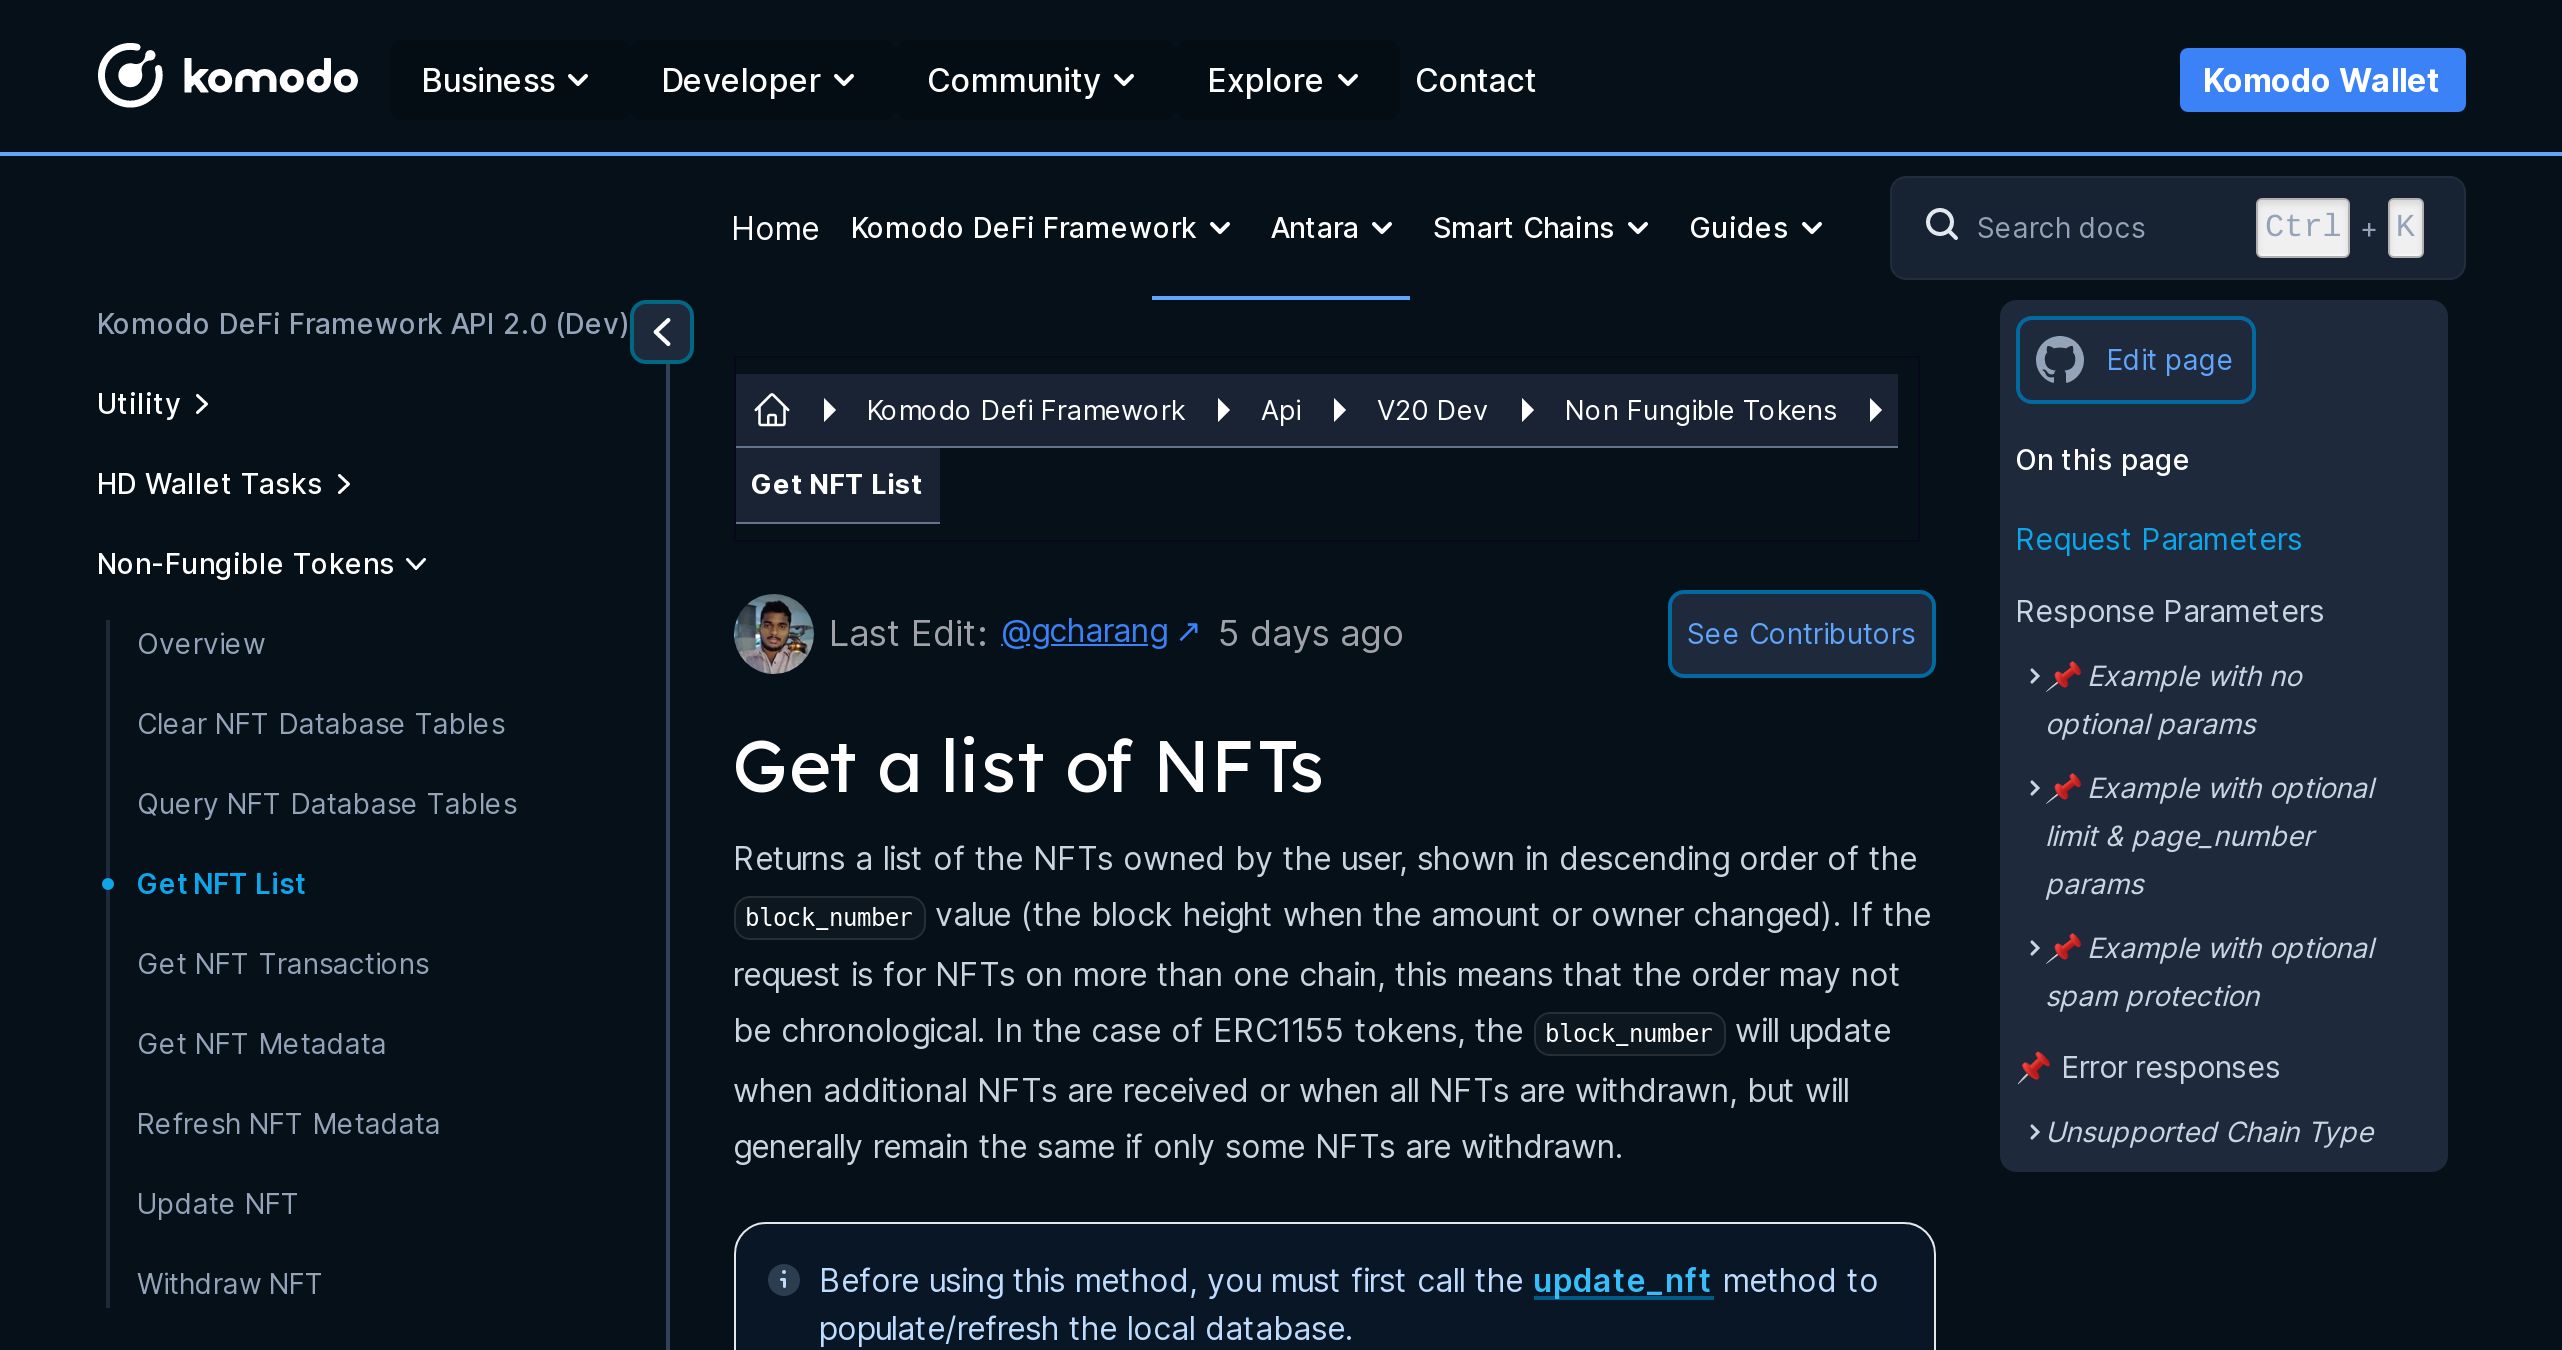 komodo
Business
Developer
Community
Explore
Contact
Komodo Wallet
Home
Komodo DeFi Framework
Antara
Smart Chains
Guides
Search docs
Ctrl + K
Komodo DeFi Framework API 2.0 (Dev)
Utility
HD Wallet Tasks
Non-Fungible Tokens
Overview
Clear NFT Database Tables
Query NFT Database Tables
Get NFT List
Get NFT Transactions
Get NFT Metadata
Refresh NFT Metadata
Update NFT
Withdraw NFT
Komodo Defi Framework
Api
V20 Dev
Non Fungible Tokens
Get NFT List
Last Edit: @gcharang ↗ 5 days ago
See Contributors
Get a list of NFTs
Returns a list of the NFTs owned by the user, shown in descending order of the
block_number value (the block height when the amount or owner changed). If the
request is for NFTs on more than one chain, this means that the order may not
be chronological. In the case of ERC1155 tokens, the block_number will update
when additional NFTs are received or when all NFTs are withdrawn, but will
generally remain the same if only some NFTs are withdrawn.
Before using this method, you must first call the update_nft method to
populate/refresh the local database.
Edit page
On this page
Request Parameters
Response Parameters
📌 Example with no
optional params
📌 Example with optional
limit & page_number
params
📌 Example with optional
spam protection
📌 Error responses
Unsupported Chain Type